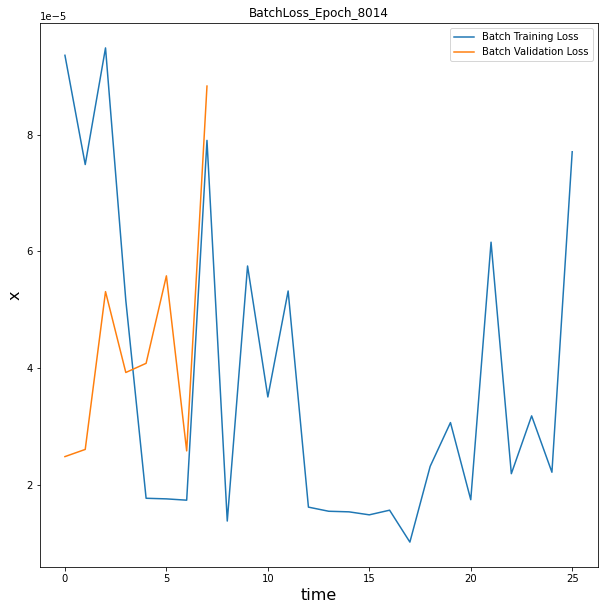 BatchLoss_Epoch_8014
1e−5
Batch Training Loss
Batch Validation Loss
8
6
4
2
x
0 5 10 15 20 25
time